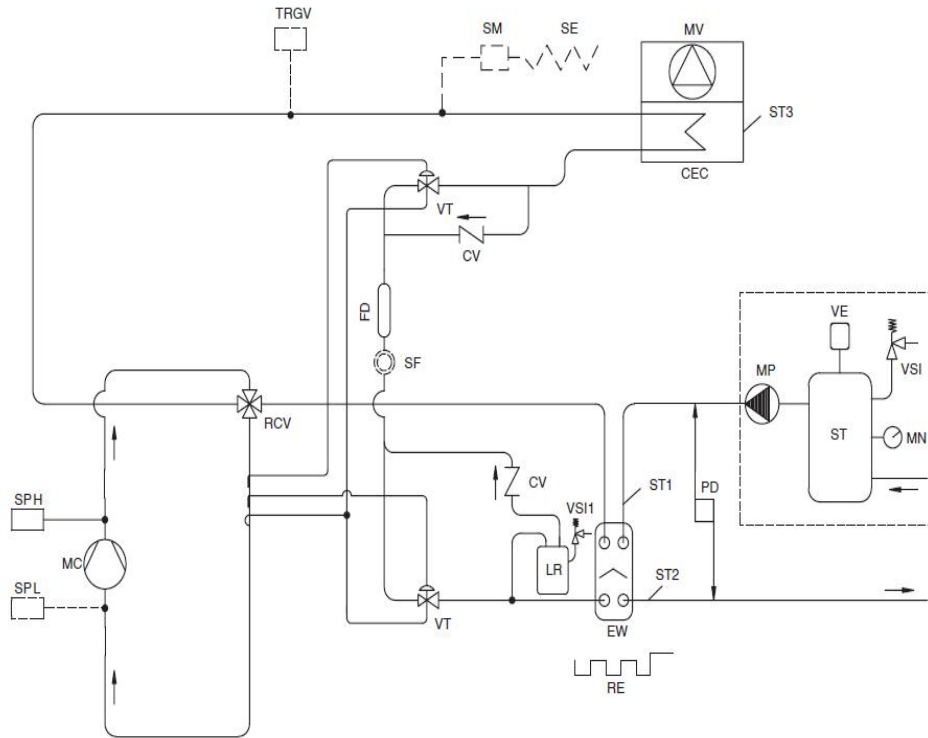 TRGV
SM
SE
MV
ST3
CEC
VT
CV
FD
SF
VE
MP
VSI
RCV
ST
MN
SPH
CV
VSI1
ST1
PD
MC
LR
SPL
ST2
VT
EW
RE